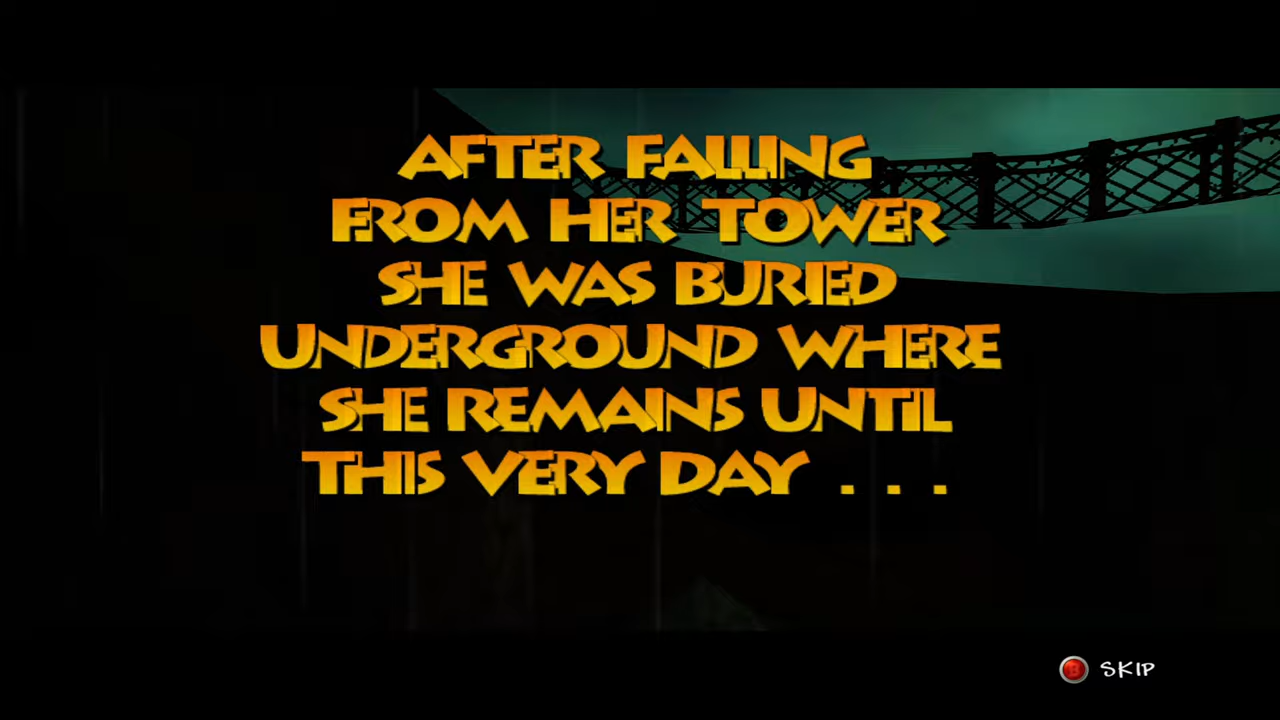 AFTER FALLING
FROM HER TOWER
SHE WAS BURIED
UNDERGROUND WHERE
SHE REMAINS UNTIL
THIS VERY DAY . . .
B SKIP